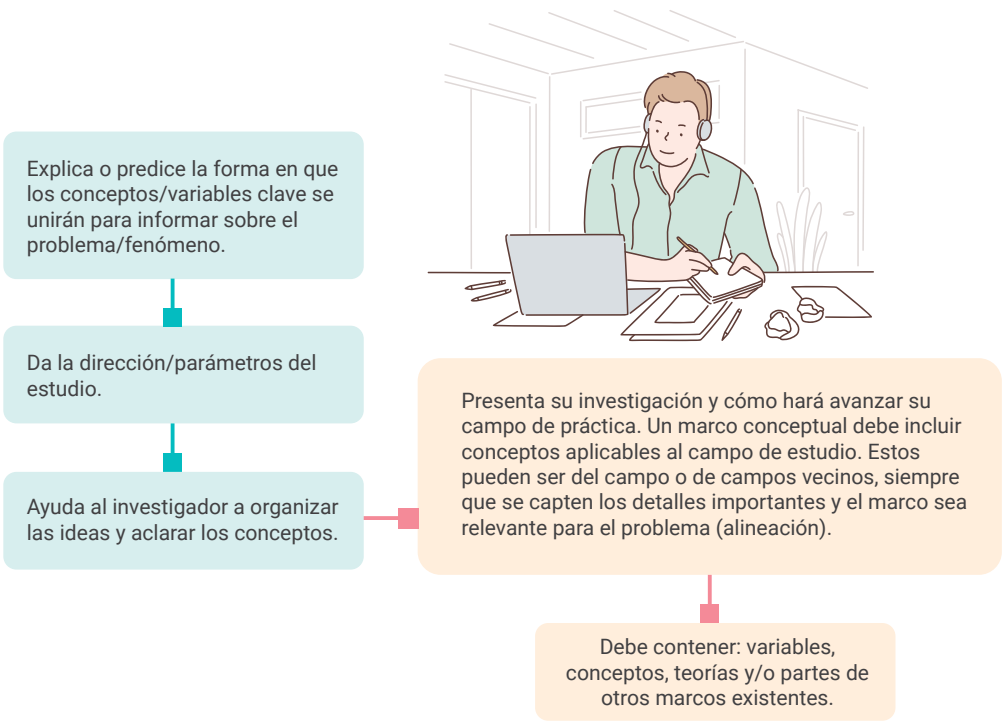 Explica o predice la forma en que
los conceptos/variables clave se
unirán para informar sobre el
problema/fenómeno.
Da la dirección/parámetros del
estudio.
Ayuda al investigador a organizar
las ideas y aclarar los conceptos.
Presenta su investigación y cómo hará avanzar su
campo de práctica. Un marco conceptual debe incluir
conceptos aplicables al campo de estudio. Estos
pueden ser del campo o de campos vecinos, siempre
que se capten los detalles importantes y el marco sea
relevante para el problema (alineación).
Debe contener: variables,
conceptos, teorías y/o partes de
otros marcos existentes.